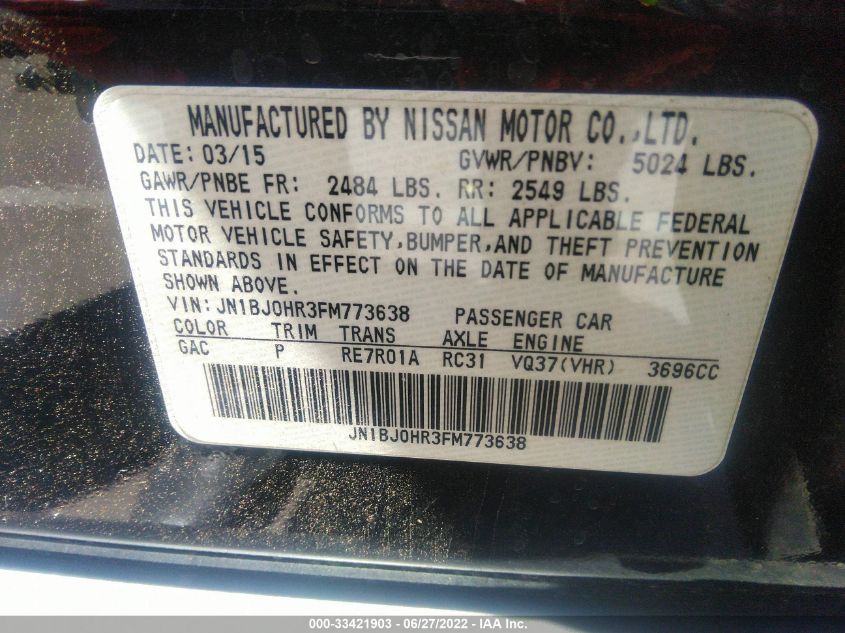 MANUFACTURED BY NISSAN MOTOR CO.,LTD.
DATE: 03/15 GVWR/PNBV: 5024 LBS.
GAWR/PNBE FR: 2484 LBS. RR: 2549 LBS.
THIS VEHICLE CONFORMS TO ALL APPLICABLE FEDERAL
MOTOR VEHICLE SAFETY,BUMPER,AND THEFT PREVENTION
STANDARDS IN EFFECT ON THE DATE OF MANUFACTURE
SHOWN ABOVE.
VIN:JN1BJ0HR3FM773638 PASSENGER CAR
COLOR TRIM TRANS AXLE ENGINE
GAC P RE7R01A RC31 VQ37(VHR) 3696CC
JN1BJ0HR3FM773638
000-33421903 - 06/27/2022 - IAA Inc.